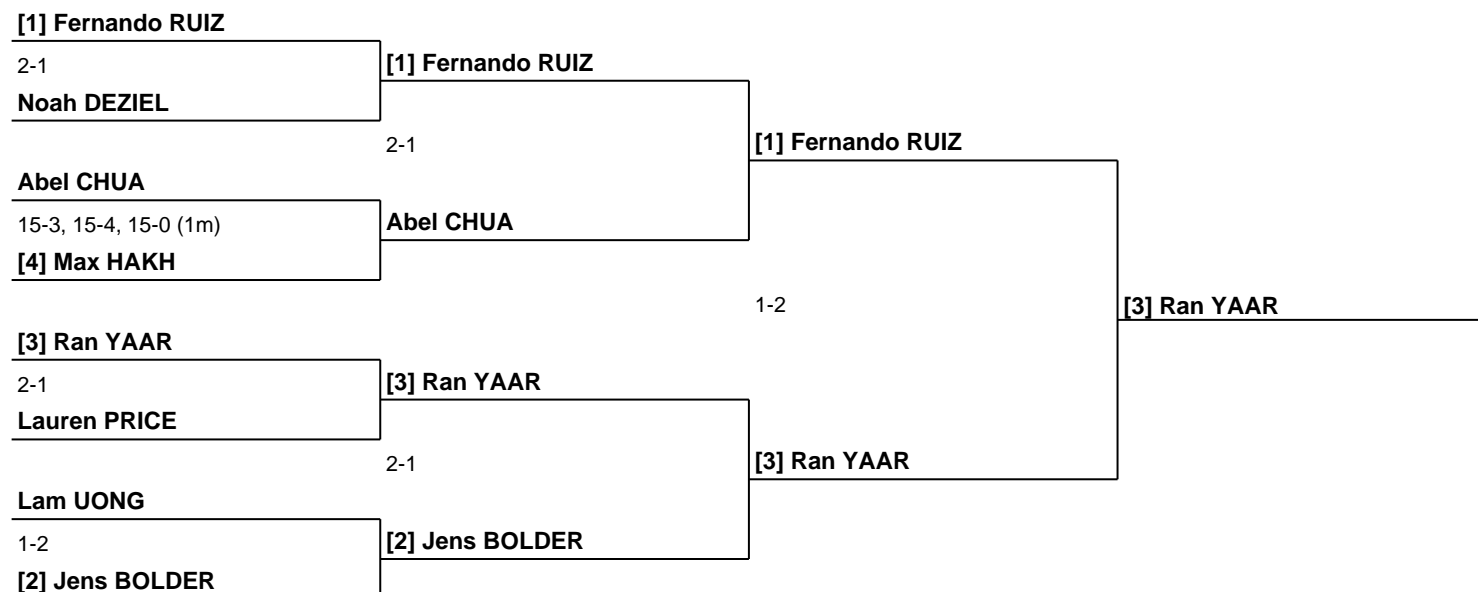 [1] Fernando RUIZ
2-1
[1] Fernando RUIZ
Noah DEZIEL
2-1
[1] Fernando RUIZ
Abel CHUA
15-3, 15-4, 15-0 (1m)
Abel CHUA
[4] Max HAKH
1-2
[3] Ran YAAR
[3] Ran YAAR
2-1
[3] Ran YAAR
Lauren PRICE
2-1
[3] Ran YAAR
Lam UONG
1-2
[2] Jens BOLDER
[2] Jens BOLDER